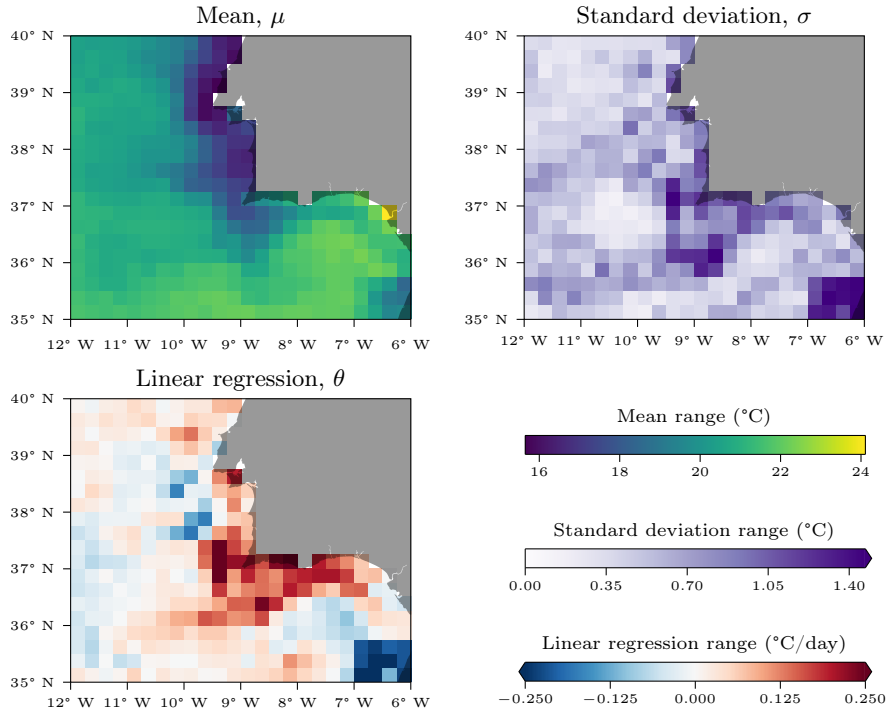 Mean, μ
40° N
39° N
38° N
37° N
36° N
35° N
12° W 11° W 10° W 9° W 8° W 7° W 6° W
Standard deviation, σ
40° N
39° N
38° N
37° N
36° N
35° N
12° W 11° W 10° W 9° W 8° W 7° W 6° W
Linear regression, θ
40° N
39° N
38° N
37° N
36° N
35° N
12° W 11° W 10° W 9° W 8° W 7° W 6° W
Mean range (°C)
16 18 20 22 24
Standard deviation range (°C)
0.00 0.35 0.70 1.05 1.40
Linear regression range (°C/day)
−0.250 −0.125 0.000 0.125 0.250